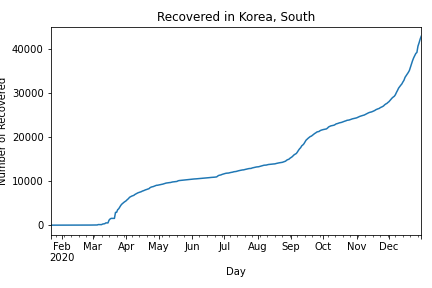 Recovered in Korea, South
Number of Recovered
40000
30000
20000
10000
0
Feb Mar Apr May Jun Jul Aug Sep Oct Nov Dec
2020
Day